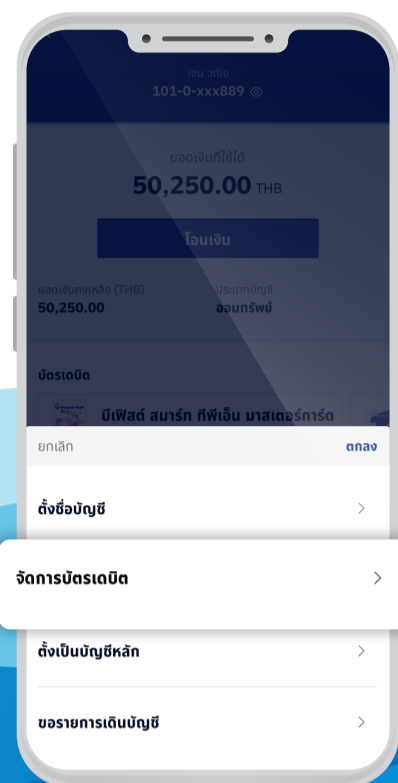 เขน วณิช
101-0-xxx889
ยอดเงินที่ใช้ได้
50,250.00 THB
โอนเงิน
ยอดเงินคงเหลือ (THB) ประเภทบัญชี
50,250.00 ออมทรัพย์
บัตรเดบิต
บีเฟิสต์ สมาร์ท ทีพีเอ็น มาสเตอร์การ์ด
ยกเลิก ตกลง
ตั้งชื่อบัญชี
จัดการบัตรเดบิต
ตั้งเป็นบัญชีหลัก
ขอรายการเดินบัญชี